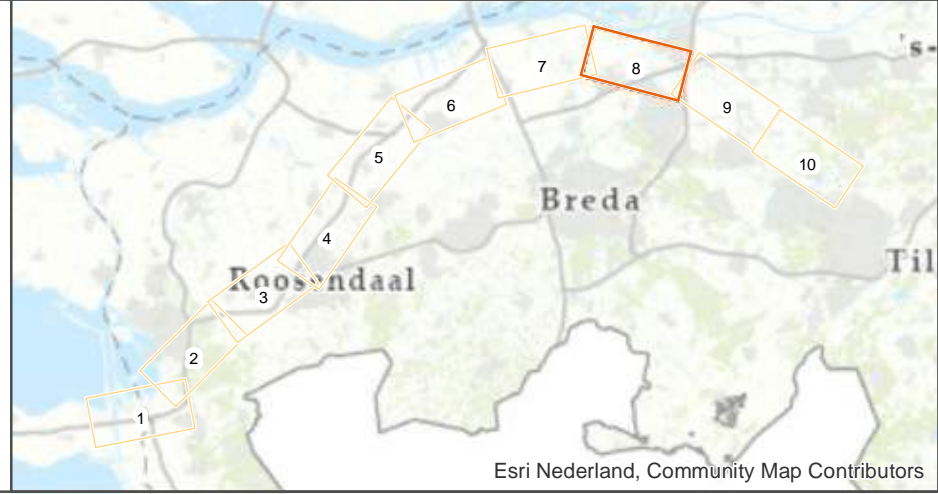 's-
7
8
6
9
5
10
Breda
4
Til
Roosendaal
3
2
1
Esri Nederland, Community Map Contributors